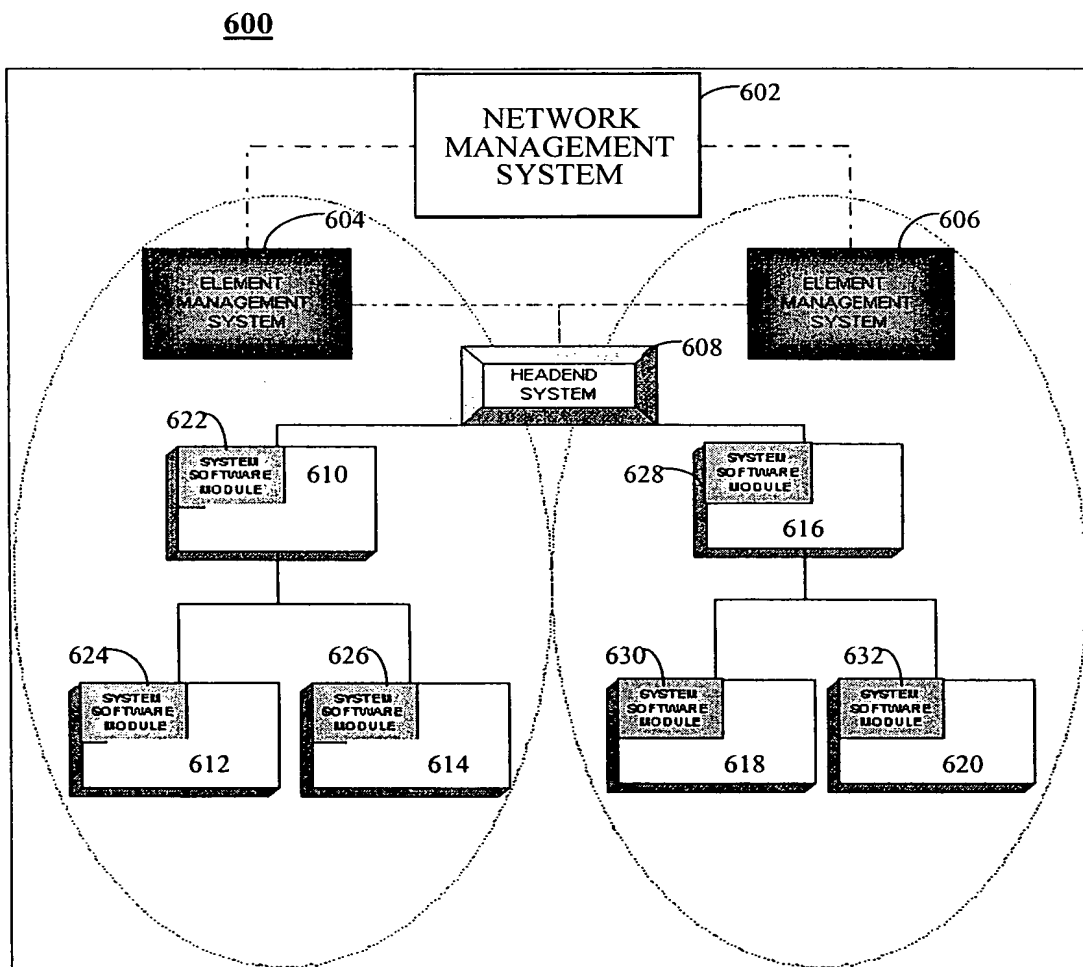 600
602
NETWORK
MANAGEMENT
SYSTEM
604
606
ELEMENT
MANAGEMENT
SYSTEM
ELEMENT
MANAGEMENT
SYSTEM
608
HEADEND
SYSTEM
622
SYSTEM
SOFTWARE
MODULE
610
628
SYSTEM
SOFTWARE
MODULE
616
624
SYSTEM
SOFTWARE
MODULE
612
626
SYSTEM
SOFTWARE
MODULE
614
630
SYSTEM
SOFTWARE
MODULE
618
632
SYSTEM
SOFTWARE
MODULE
620